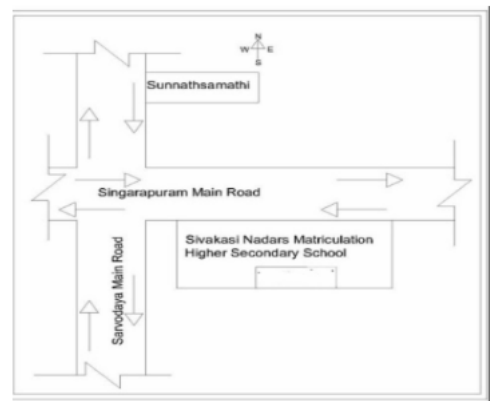 N
W E
S
Sunnathsamathi
Singarapuram Main Road
Sivakasi Nadars Matriculation
Higher Secondary School
Sarvodaya Main Road